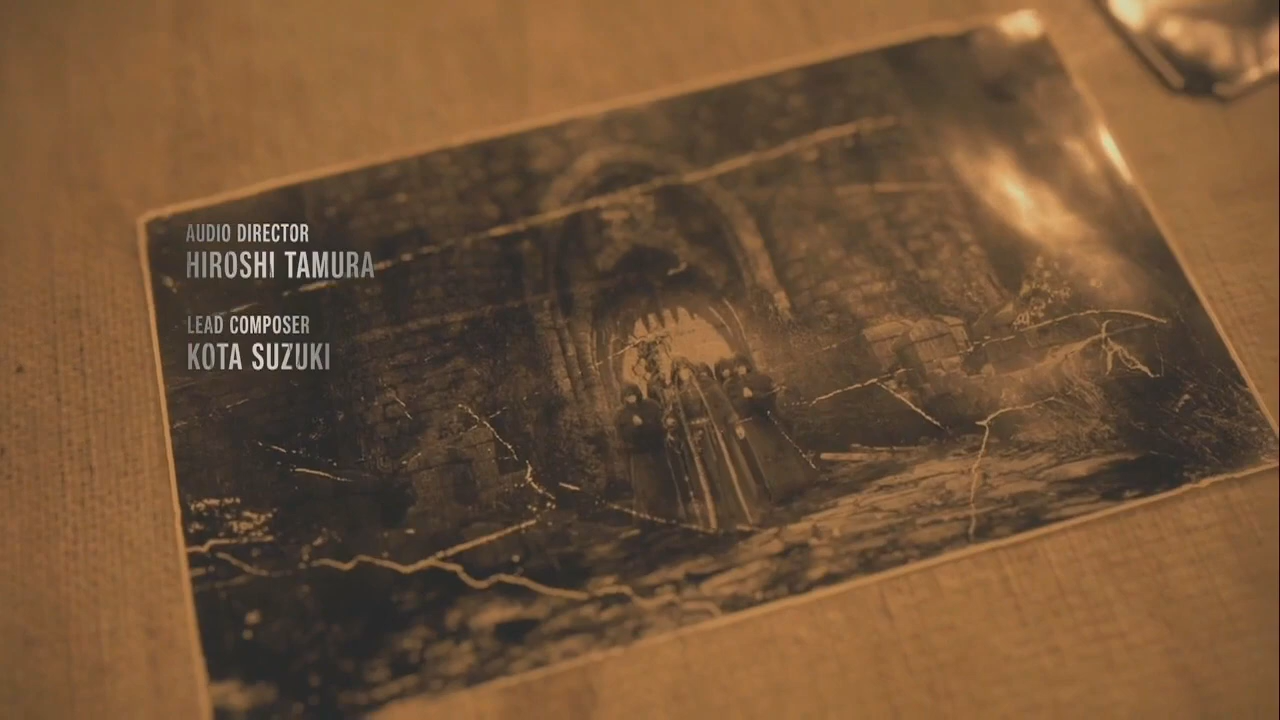 AUDIO DIRECTOR
HIROSHI TAMURA
LEAD COMPOSER
KOTA SUZUKI